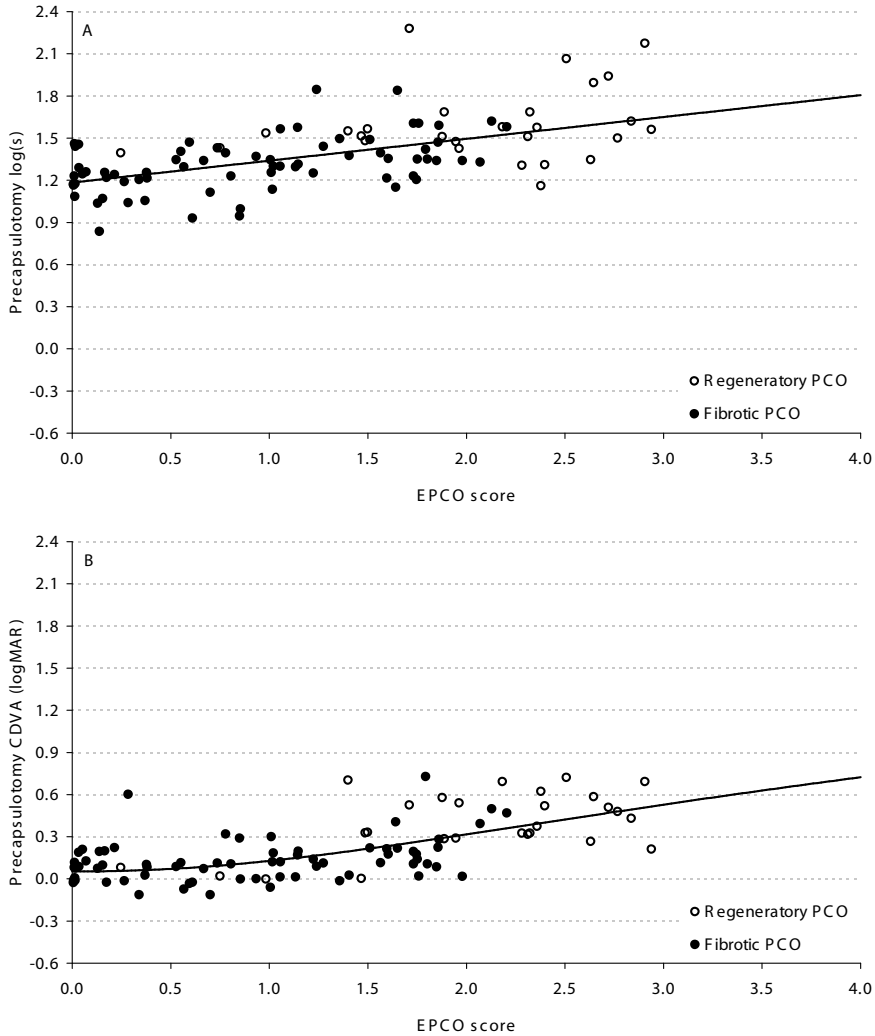 2.4
A
2.1
1.8
1.5
1.2
0.9
0.6
0.3
0.0
-0.3
-0.6
Precapsulotomy log(s)
Regeneratory PCO
Fibrotic PCO
0.0 0.5 1.0 1.5 2.0 2.5 3.0 3.5 4.0
EPCO score
2.4
B
2.1
1.8
1.5
1.2
0.9
0.6
0.3
0.0
-0.3
-0.6
Precapsulotomy CDVA (logMAR)
Regeneratory PCO
Fibrotic PCO
0.0 0.5 1.0 1.5 2.0 2.5 3.0 3.5 4.0
EPCO score